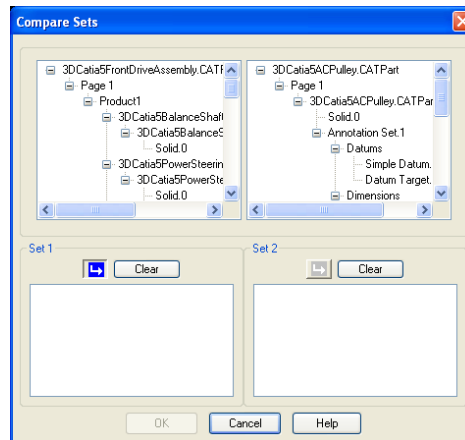 Compare Sets
3DCatia5FrontDriveAssembly.CATF
Page 1
Product1
3DCatia5BalanceShaft
3DCatia5BalanceS
Solid.0
3DCatia5PowerSteerin
3DCatia5PowerSte
Solid.0
3DCatia5ACPulley.CATPart
Page 1
3DCatia5ACPulley.CATPar
Solid.0
Annotation Set.1
Datums
Simple Datum.
Datum Target.
Dimensions
Set 1
Clear
Set 2
Clear
OK
Cancel
Help